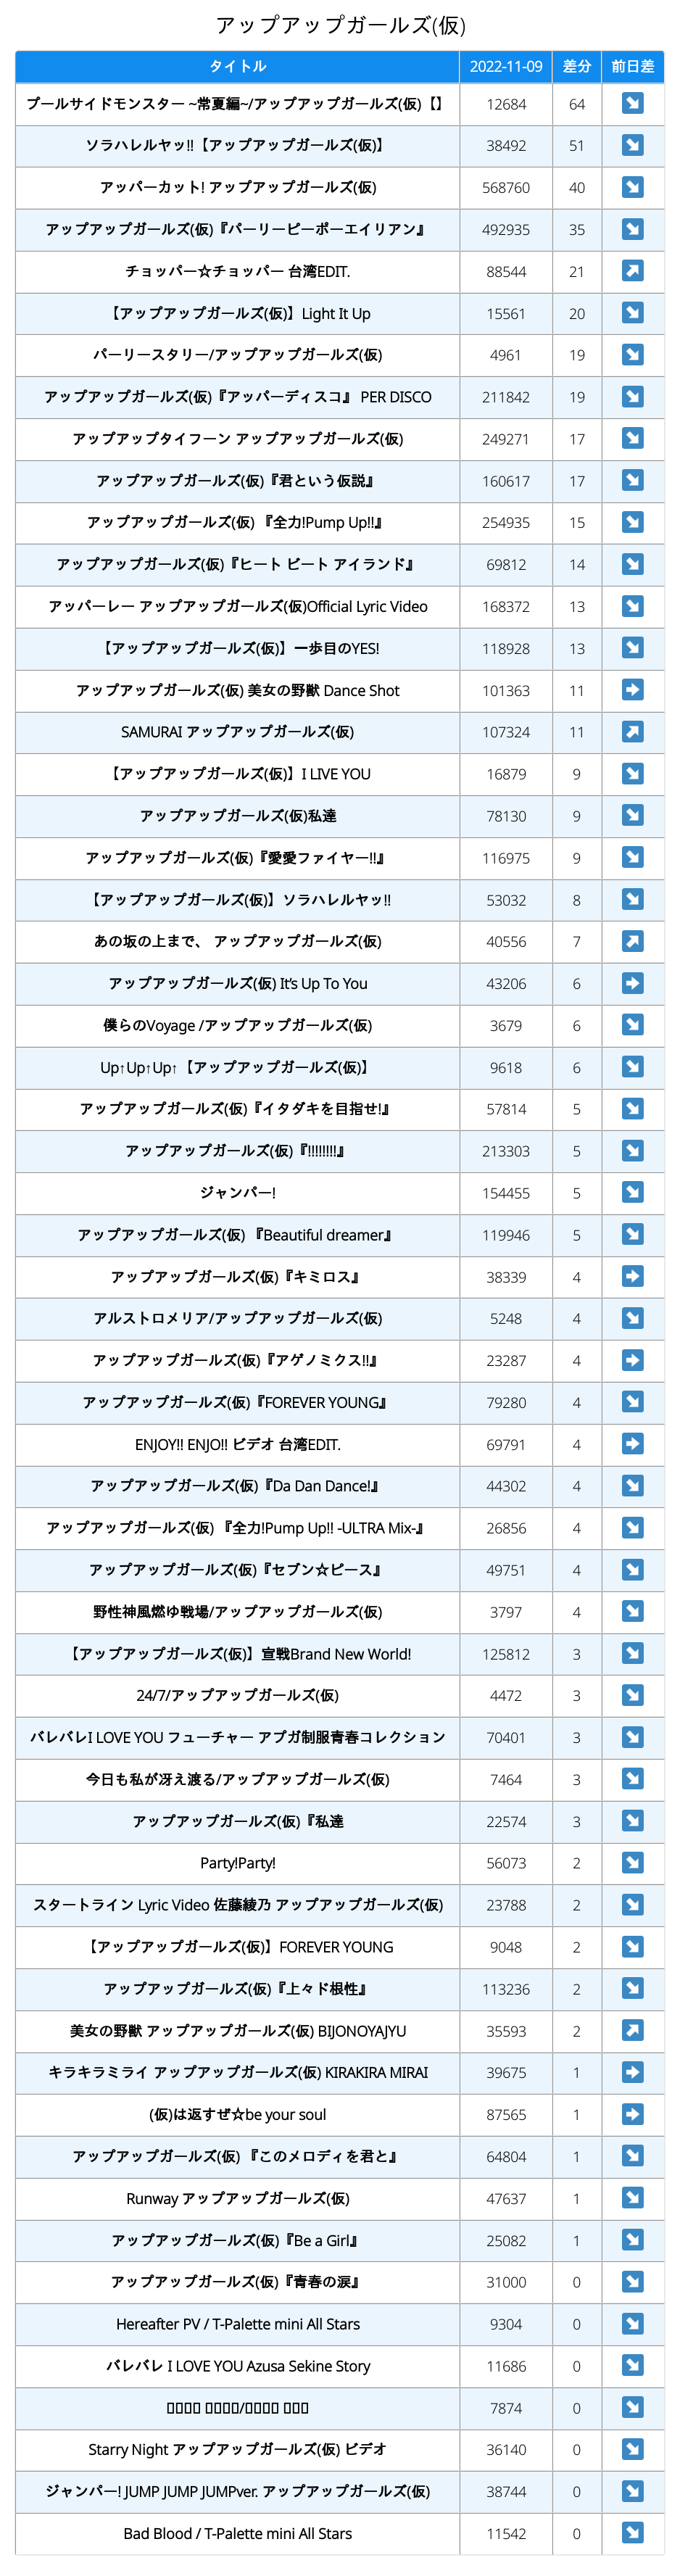 アップアップガールズ(仮)
タイトル 2022-11-09 差分 前日差
プールサイドモンスター ~常夏編~/アップアップガールズ(仮)【】 12684 64
ソラハレルヤッ!!【アップアップガールズ(仮)】 38492 51
アッパーカット! アップアップガールズ(仮) 568760 40
アップアップガールズ(仮)『パーリーピーポーエイリアン』 492935 35
チョッパー☆チョッパー 台湾EDIT. 88544 21
【アップアップガールズ(仮)】Light It Up 15561 20
パーリースタリー/アップアップガールズ(仮) 4961 19
アップアップガールズ(仮)『アッパーディスコ』 PER DISCO 211842 19
アップアップタイフーン アップアップガールズ(仮) 249271 17
アップアップガールズ(仮)『君という仮説』 160617 17
アップアップガールズ(仮) 『全力!Pump Up!!』 254935 15
アップアップガールズ(仮)『ヒート ビート アイランド』 69812 14
アッパーレー アップアップガールズ(仮)Official Lyric Video 168372 13
【アップアップガールズ(仮)】一歩目のYES! 118928 13
アップアップガールズ(仮) 美女の野獣 Dance Shot 101363 11
SAMURAI アップアップガールズ(仮) 107324 11
【アップアップガールズ(仮)】I LIVE YOU 16879 9
アップアップガールズ(仮)私達 78130 9
アップアップガールズ(仮)『愛愛ファイヤー!!』 116975 9
【アップアップガールズ(仮)】ソラハレルヤッ!! 53032 8
あの坂の上まで、 アップアップガールズ(仮) 40556 7
アップアップガールズ(仮) It's Up To You 43206 6
僕らのVoyage /アップアップガールズ(仮) 3679 6
Up↑Up↑Up↑【アップアップガールズ(仮)】 9618 6
アップアップガールズ(仮)『イタダキを目指せ!』 57814 5
アップアップガールズ(仮)『!!!!!!!!』 213303 5
ジャンパー! 154455 5
アップアップガールズ(仮) 『Beautiful dreamer』 119946 5
アップアップガールズ(仮)『キミロス』 38339 4
アルストロメリア/アップアップガールズ(仮) 5248 4
アップアップガールズ(仮)『アゲノミクス!!』 23287 4
アップアップガールズ(仮)『FOREVER YOUNG』 79280 4
ENJOY!! ENJO!! ビデオ 台湾EDIT. 69791 4
アップアップガールズ(仮)『Da Dan Dance!』 44302 4
アップアップガールズ(仮) 『全力!Pump Up!! -ULTRA Mix-』 26856 4
アップアップガールズ(仮)『セブン☆ピース』 49751 4
野性神風燃ゆ戦場/アップアップガールズ(仮) 3797 4
【アップアップガールズ(仮)】宣戦Brand New World! 125812 3
24/7/アップアップガールズ(仮) 4472 3
バレバレI LOVE YOU フューチャー アプガ制服青春コレクション 70401 3
今日も私が冴え渡る/アップアップガールズ(仮) 7464 3
アップアップガールズ(仮)『私達 22574 3
Party!Party! 56073 2
スタートライン Lyric Video 佐藤綾乃 アップアップガールズ(仮) 23788 2
【アップアップガールズ(仮)】FOREVER YOUNG 9048 2
アップアップガールズ(仮)『上々ド根性』 113236 2
美女の野獣 アップアップガールズ(仮) BIJONOYAJYU 35593 2
キラキラミライ アップアップガールズ(仮) KIRAKIRA MIRAI 39675 1
(仮)は返すぜ☆be your soul 87565 1
アップアップガールズ(仮) 『このメロディを君と』 64804 1
Runway アップアップガールズ(仮) 47637 1
アップアップガールズ(仮)『Be a Girl』 25082 1
アップアップガールズ(仮)『青春の涙』 31000 0
Hereafter PV / T-Palette mini All Stars 9304 0
バレバレ I LOVE YOU Azusa Sekine Story 11686 0
7874 0
Starry Night アップアップガールズ(仮) ビデオ 36140 0
ジャンパー! JUMP JUMP JUMPver. アップアップガールズ(仮) 38744 0
Bad Blood / T-Palette mini All Stars 11542 0